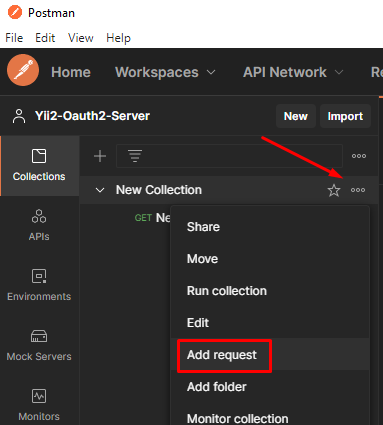 Postman
File Edit View Help
Home Workspaces API Network Re
Yii2-Oauth2-Server New Import
Collections
New Collection
GET Ne
APIs
Share
Move
Environments
Run collection
Edit
Mock Servers
Add request
Add folder
Monitors
Monitor collection